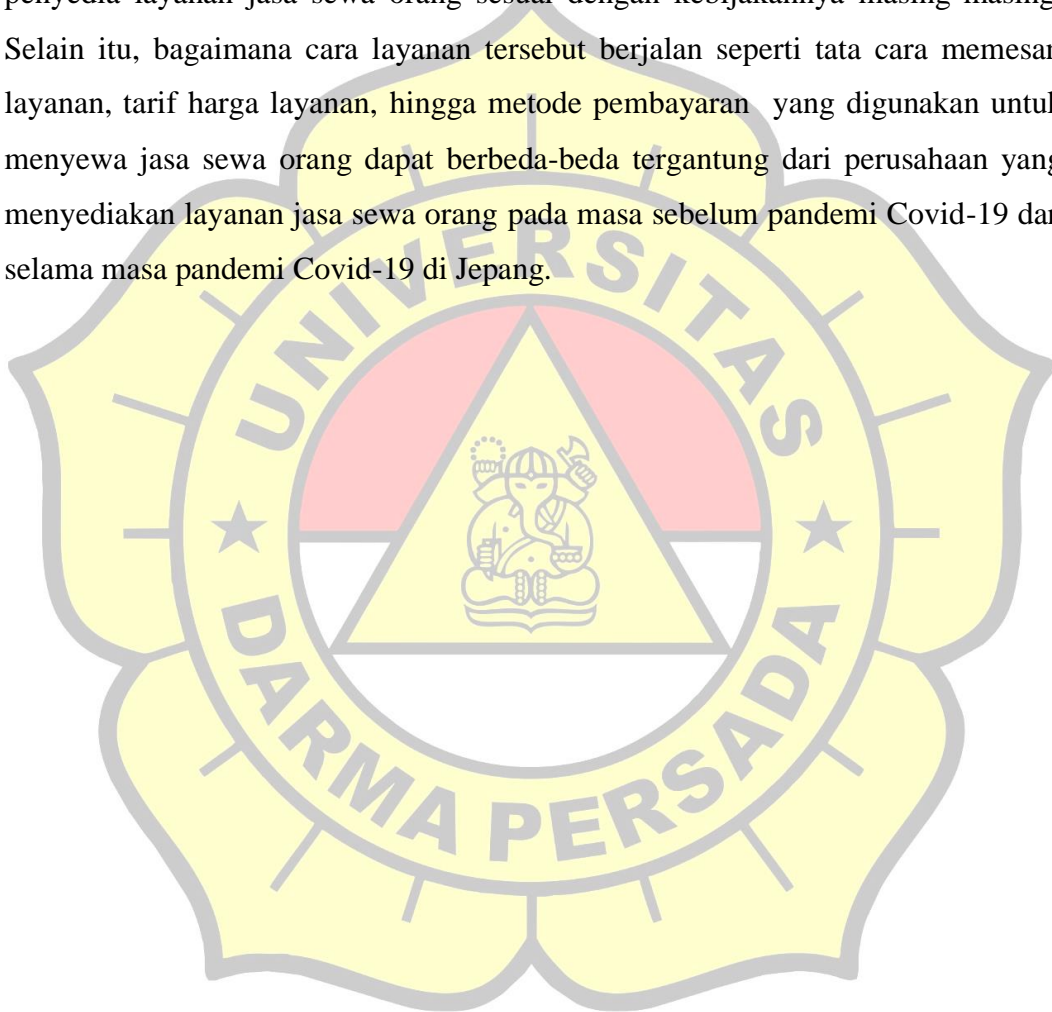 penyedia layanan jasa sewa orang sesuai dengan kebijakannya masing-masing
Selain itu, bagaimana cara layanan tersebut berjalan seperti tata cara memesan
layanan, tarif harga layanan, hingga metode pembayaran yang digunakan untuk
menyewa jasa sewa orang dapat berbeda-beda tergantung dari perusahaan yang
menyediakan layanan jasa sewa orang pada masa sebelum pandemi Covid-19 dan
selama masa pandemi Covid-19 di Jepang.
UNIVERSITAS
DARMA PERSADA